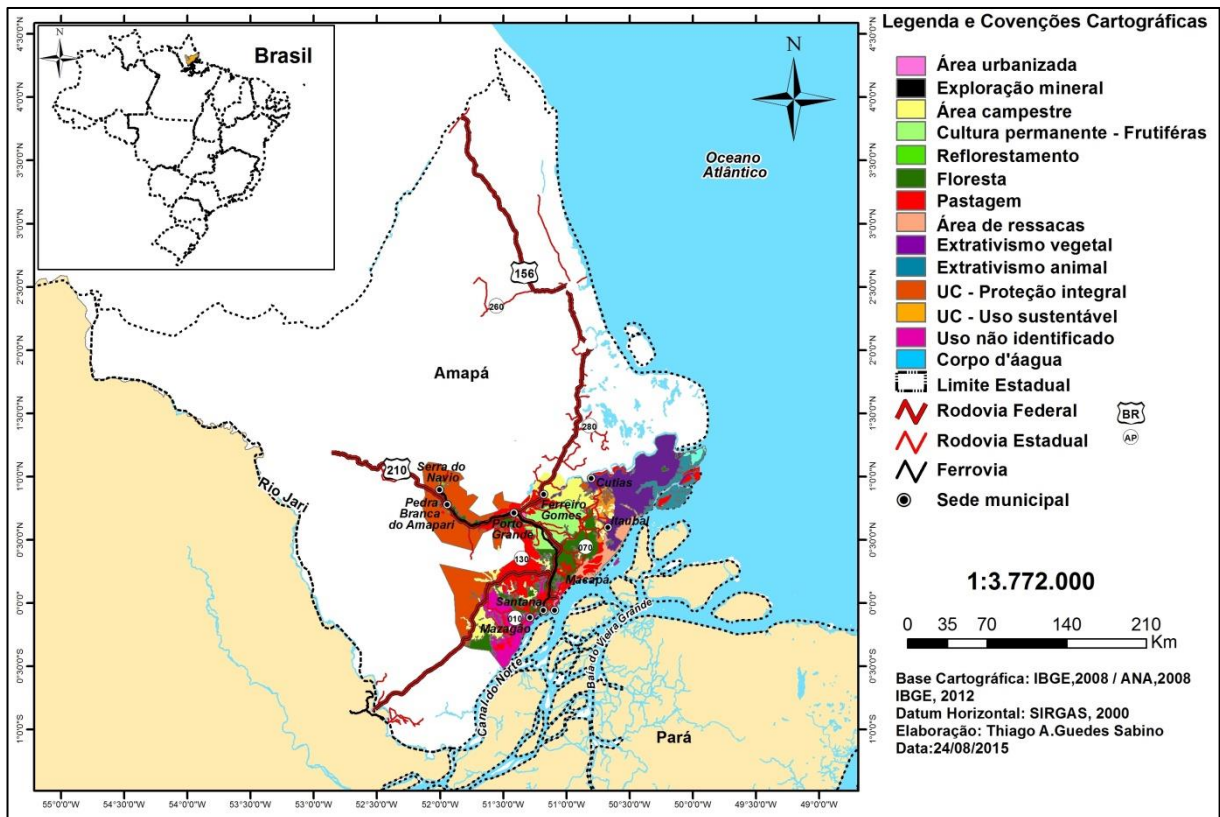 Brasil
N
Oceano
Atlântico
156
260
Amapá
280
210
Serra do
Navio
Pedra
Branca
do Amapari
Porto
Grande
Ferreiro
Gomes
Cutias
Itaubal
070
130
Macapá
Santana
010
Mazagão
Rio Jari
Canal do Norte
Baia do Vieira Grande
Pará
4°30'0"N
4°0'0"N
3°30'0"N
3°0'0"N
2°30'0"N
2°0'0"N
1°30'0"N
1°0'0"N
0°30'0"N
0°0'0"N
0°30'0"S
1°0'0"S
55°0'0"W
54°30'0"W
54°0'0"W
53°30'0"W
53°0'0"W
52°30'0"W
52°0'0"W
51°30'0"W
51°0'0"W
50°30'0"W
50°0'0"W
49°30'0"W
49°0'0"W
Legenda e Covenções Cartográficas
Área urbanizada
Exploração mineral
Área campestre
Cultura permanente - Frutiféras
Reflorestamento
Floresta
Pastagem
Área de ressacas
Extrativismo vegetal
Extrativismo animal
UC - Proteção integral
UC - Uso sustentável
Uso não identificado
Corpo d'áagua
Limite Estadual
Rodovia Federal BR
Rodovia Estadual AP
Ferrovia
Sede municipal
1:3.772.000
0 35 70 140 210
Km
Base Cartográfica: IBGE,2008 / ANA,2008
IBGE, 2012
Datum Horizontal: SIRGAS, 2000
Elaboração: Thiago A.Guedes Sabino
Data:24/08/2015